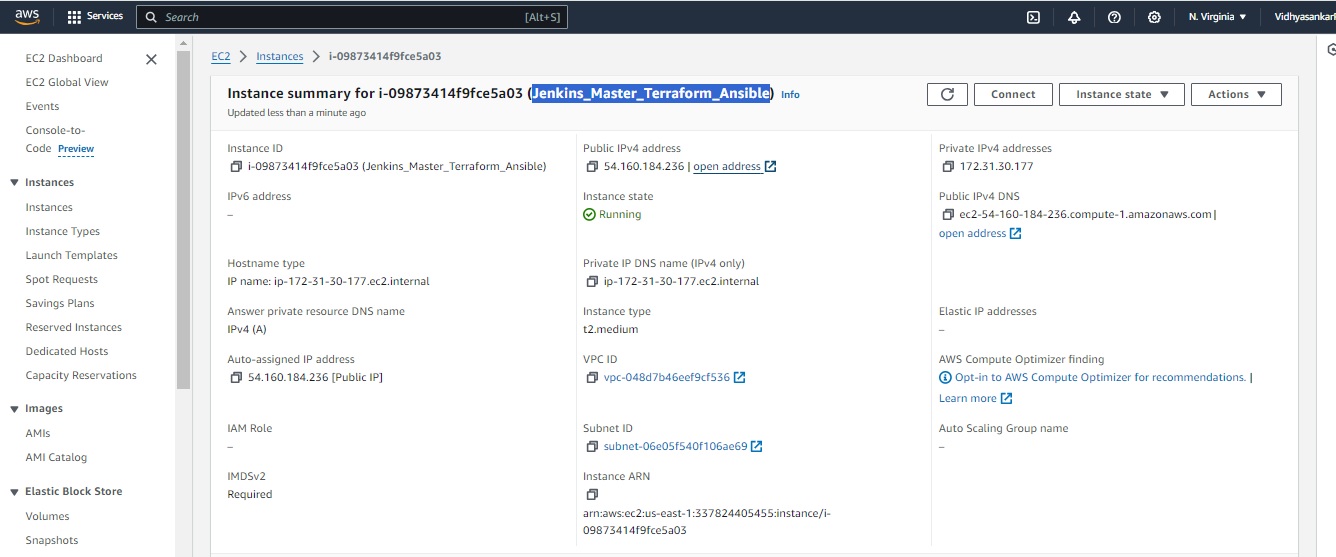 aws Services Search [Alt+S] N. Virginia ▼ Vidhyasankar
EC2 Dashboard
EC2 Global View
Events
Console-to-
Code Preview
▼ Instances
Instances
Instance Types
Launch Templates
Spot Requests
Savings Plans
Reserved Instances
Dedicated Hosts
Capacity Reservations
▼ Images
AMIs
AMI Catalog
▼ Elastic Block Store
Volumes
Snapshots
EC2 > Instances > i-09873414f9fce5a03
Instance summary for i-09873414f9fce5a03 (Jenkins_Master_Terraform_Ansible) Info
Updated less than a minute ago
Connect
Instance state ▼
Actions ▼
Instance ID
i-09873414f9fce5a03 (Jenkins_Master_Terraform_Ansible)
Public IPv4 address
54.160.184.236 | open address
Private IPv4 addresses
172.31.30.177
IPv6 address
–
Instance state
Running
Public IPv4 DNS
ec2-54-160-184-236.compute-1.amazonaws.com |
open address
Hostname type
IP name: ip-172-31-30-177.ec2.internal
Private IP DNS name (IPv4 only)
ip-172-31-30-177.ec2.internal
Answer private resource DNS name
IPv4 (A)
Instance type
t2.medium
Elastic IP addresses
–
Auto-assigned IP address
54.160.184.236 [Public IP]
VPC ID
vpc-048d7b46eef9cf536
AWS Compute Optimizer finding
Opt-in to AWS Compute Optimizer for recommendations. |
Learn more
IAM Role
–
Subnet ID
subnet-06e05f540f106ae69
Auto Scaling Group name
–
IMDSv2
Required
Instance ARN
arn:aws:ec2:us-east-1:337824405455:instance/i-
09873414f9fce5a03